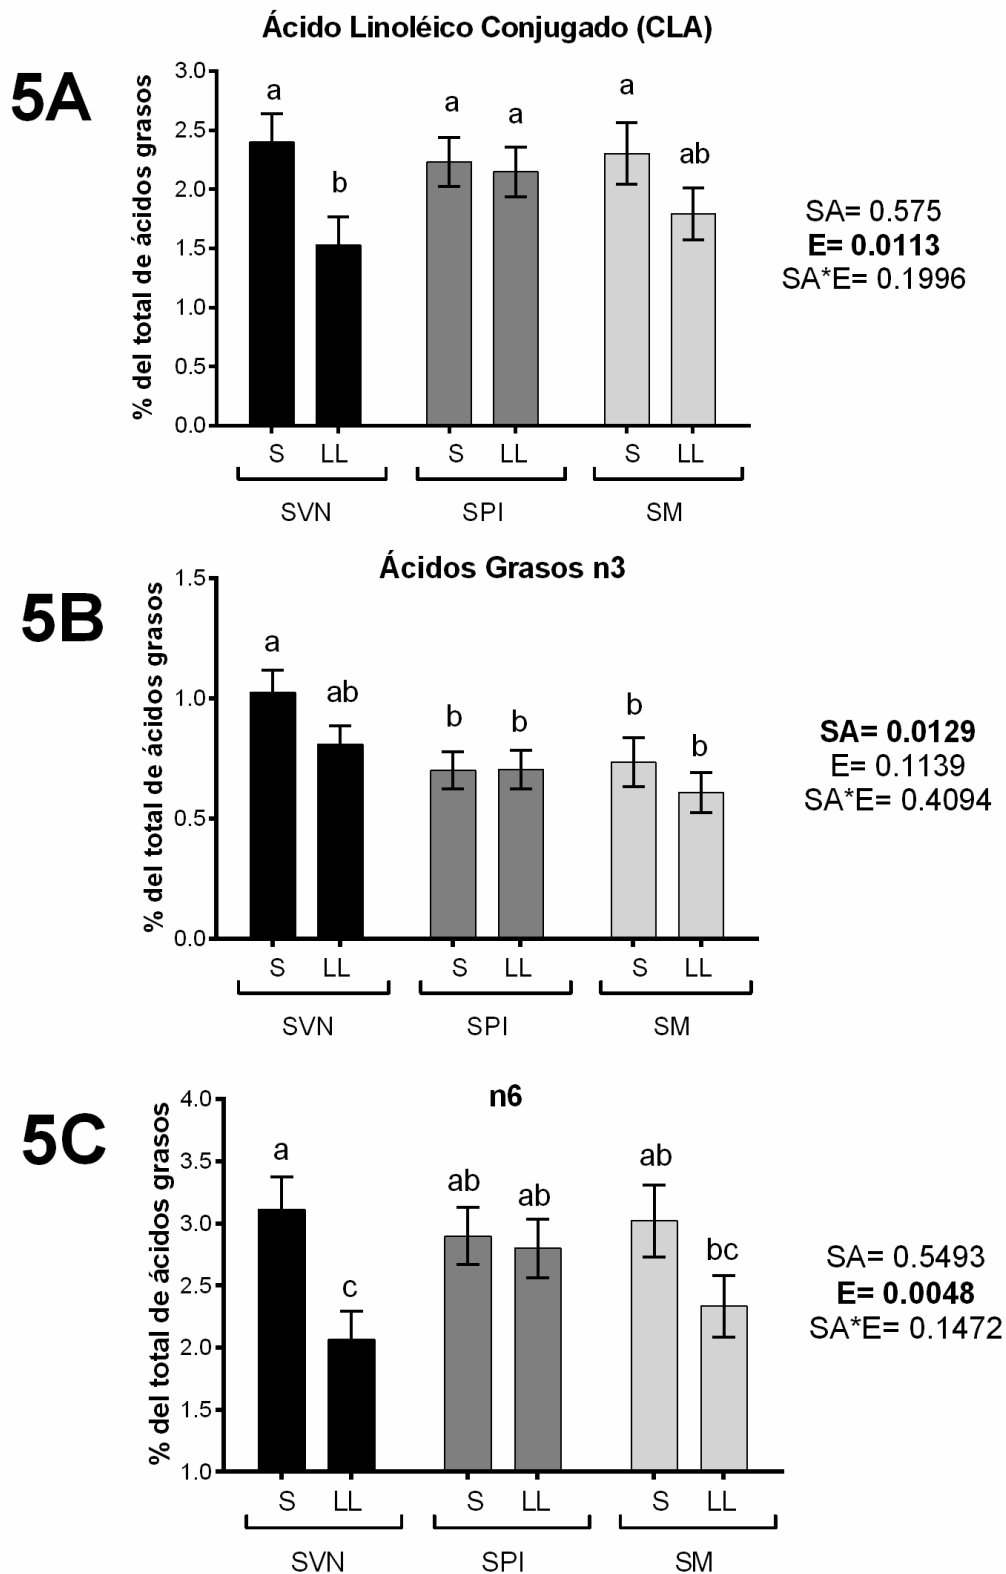 Ácido Linoléico Conjugado (CLA)
5A
% del total de ácidos grasos
3.0
2.5
2.0
1.5
1.0
0.5
0.0
a
b
a
a
a
ab
S LL S LL S LL
SVN SPI SM
SA= 0.575
E= 0.0113
SA*E= 0.1996
Ácidos Grasos n3
5B
% del total de ácidos grasos
1.5
1.0
0.5
0.0
a
ab
b
b
b
b
S LL S LL S LL
SVN SPI SM
SA= 0.0129
E= 0.1139
SA*E= 0.4094
n6
5C
% del total de ácidos grasos
4.0
3.5
3.0
2.5
2.0
1.5
1.0
a
c
ab
ab
ab
bc
S LL S LL S LL
SVN SPI SM
SA= 0.5493
E= 0.0048
SA*E= 0.1472